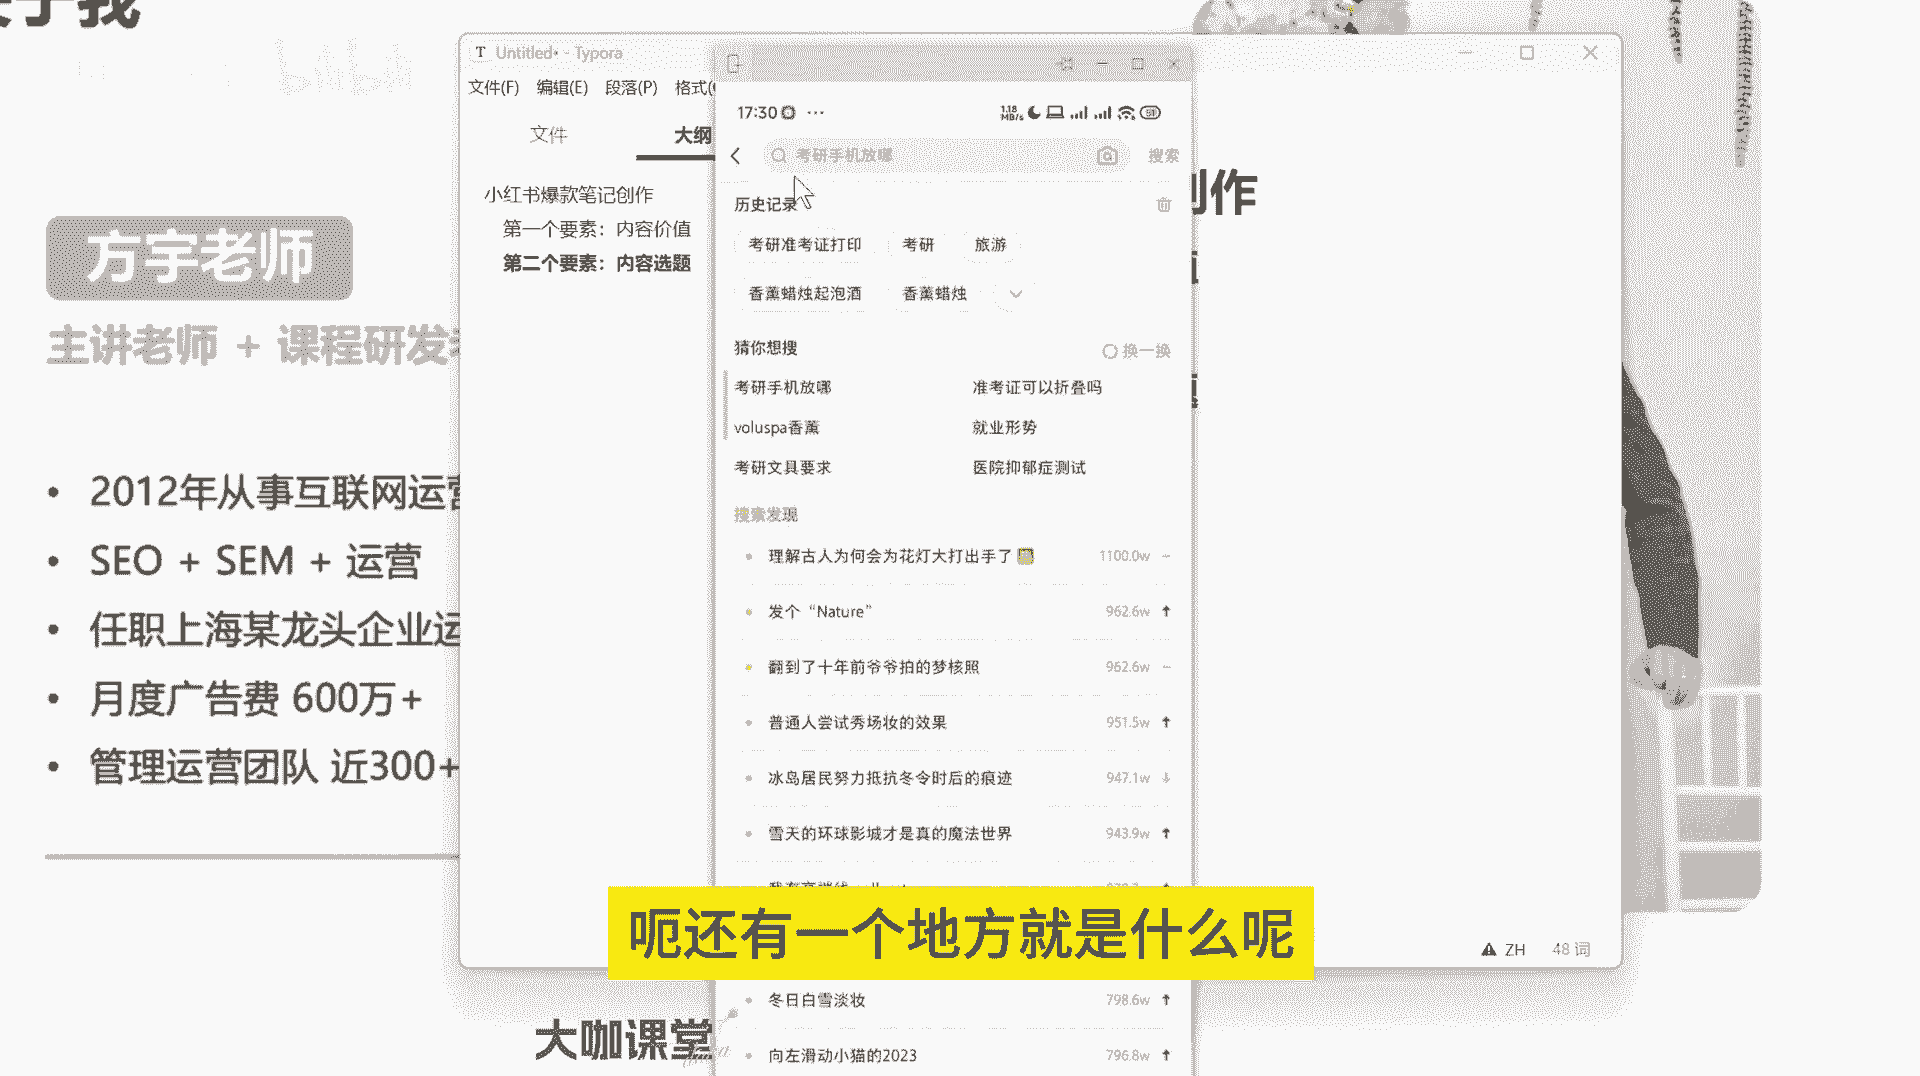 Untitled• - Typora
文件(F) 编辑(E) 段落(P) 格式(
文件
大纲
小红书爆款笔记创作
第一个要素：内容价值
第二个要素：内容选题
方宇老师
主讲老师 + 课程研发
• 2012年从事互联网运营
• SEO + SEM + 运营
• 任职上海某龙头企业运
• 月度广告费 600万+
• 管理运营团队 近300+
17:30 ···
1.18 MB/s
考研手机放哪
搜索
历史记录
考研准考证打印 考研 旅游
香薰蜡烛起泡酒 香薰蜡烛
猜你想搜
换一换
考研手机放哪 准考证可以折叠吗
voluspa香薰 就业形势
考研文具要求 医院抑郁症测试
搜索发现
理解古人为何会为花灯大打出手了 1100.0w
发个“Nature” 962.6w
翻到了十年前爷爷拍的梦核照 962.6w
普通人尝试秀场妆的效果 951.5w
冰岛居民努力抵抗冬令时后的痕迹 947.1w
雪天的环球影城才是真的魔法世界 943.9w
呃还有一个地方就是什么呢
冬日白雪淡妆 798.6w
向左滑动小猫的2023 796.8w
创作
ZH 48 词
大咖课堂